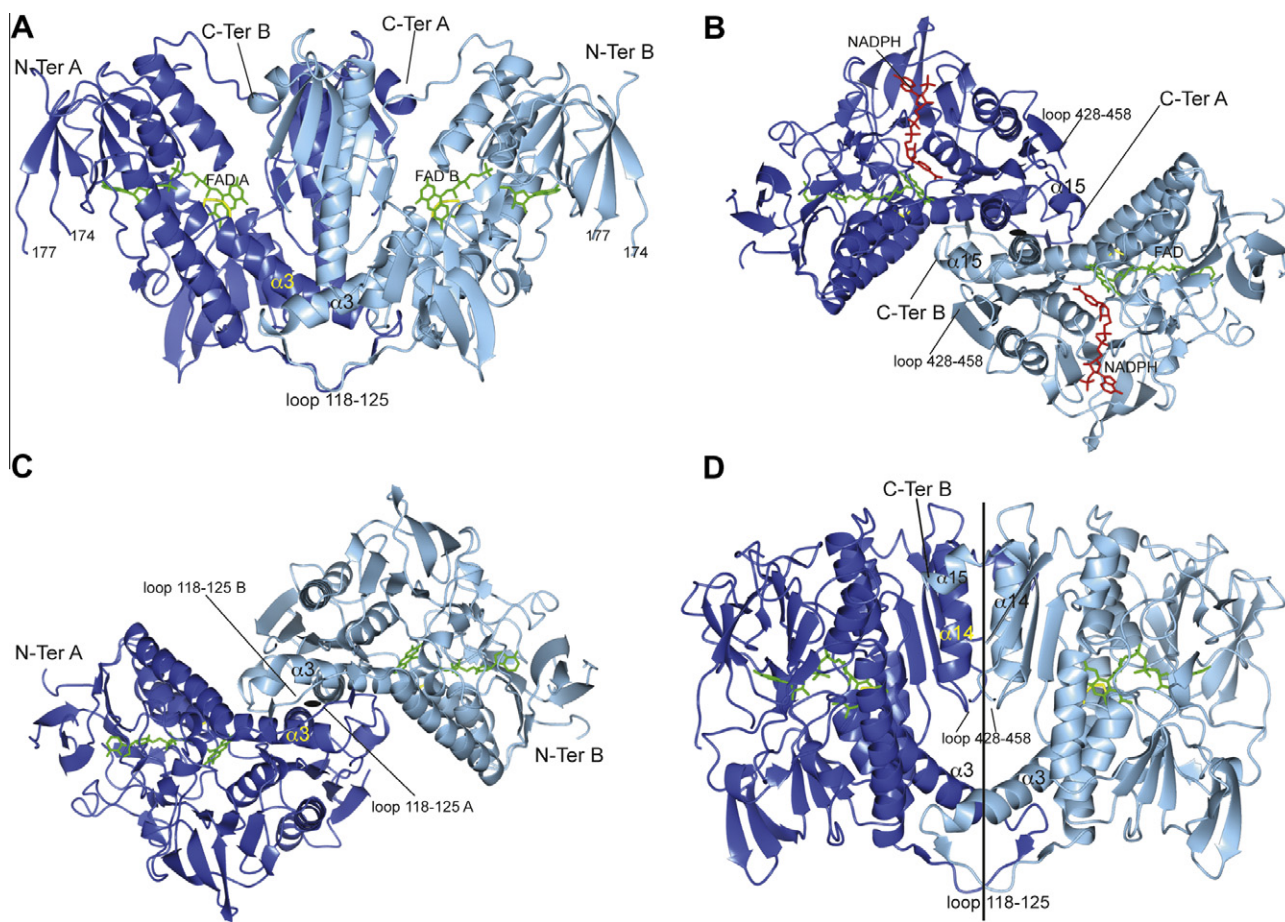 A
C-Ter B
C-Ter A
N-Ter A
N-Ter B
FAD A
FAD B
177
174
177
174
α3
α3
loop 118-125
B
NADPH
C-Ter A
loop 428-458
α15
α15
FAD
C-Ter B
loop 428-458
NADPH
C
loop 118-125 B
N-Ter A
α3
α3
N-Ter B
loop 118-125 A
D
C-Ter B
α15
α14
α14
loop 428-458
α3
α3
loop 118-125